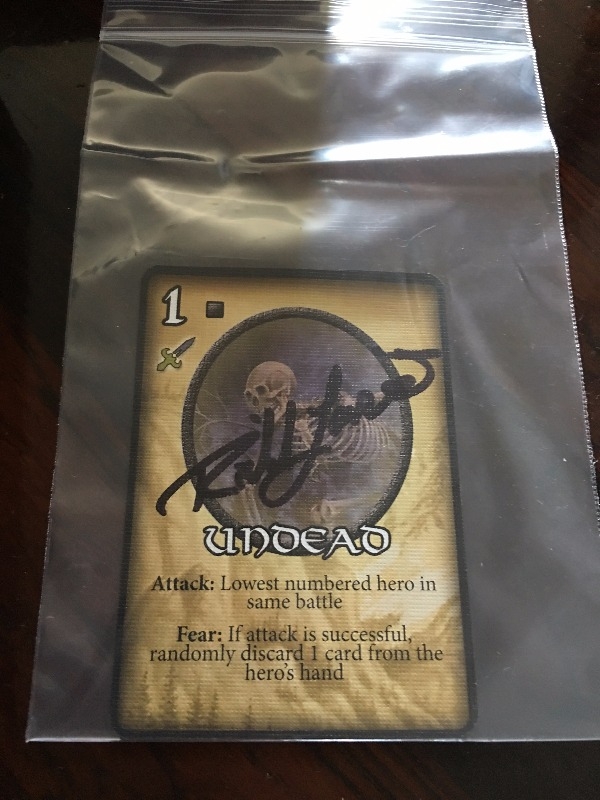 1
UNDEAD
Attack: Lowest numbered hero in
same battle
Fear: If attack is successful,
randomly discard 1 card from the
hero's hand